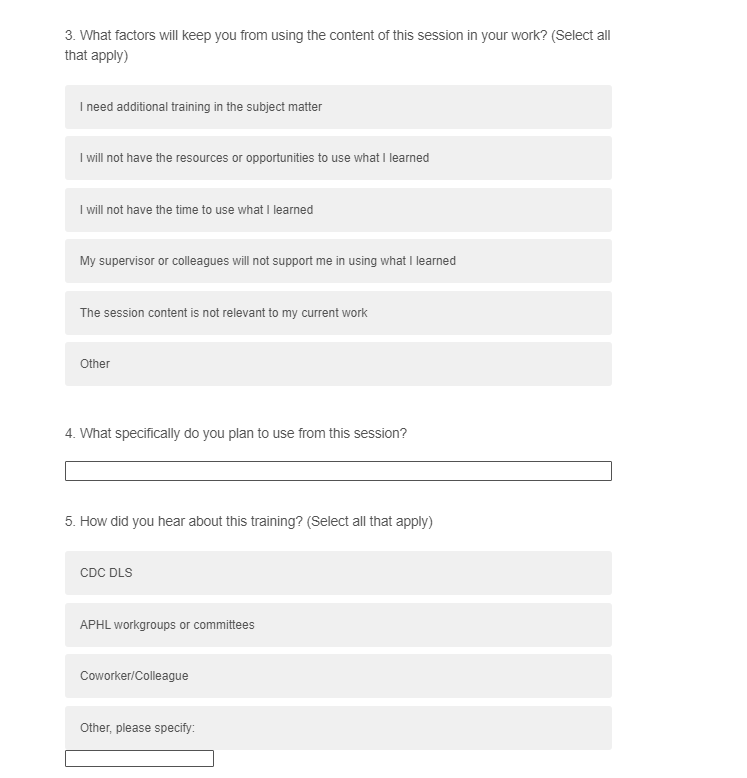 3. What factors will keep you from using the content of this session in your work? (Select all
that apply)
I need additional training in the subject matter
I will not have the resources or opportunities to use what I learned
I will not have the time to use what I learned
My supervisor or colleagues will not support me in using what I learned
The session content is not relevant to my current work
Other
4. What specifically do you plan to use from this session?
5. How did you hear about this training? (Select all that apply)
CDC DLS
APHL workgroups or committees
Coworker/Colleague
Other, please specify: